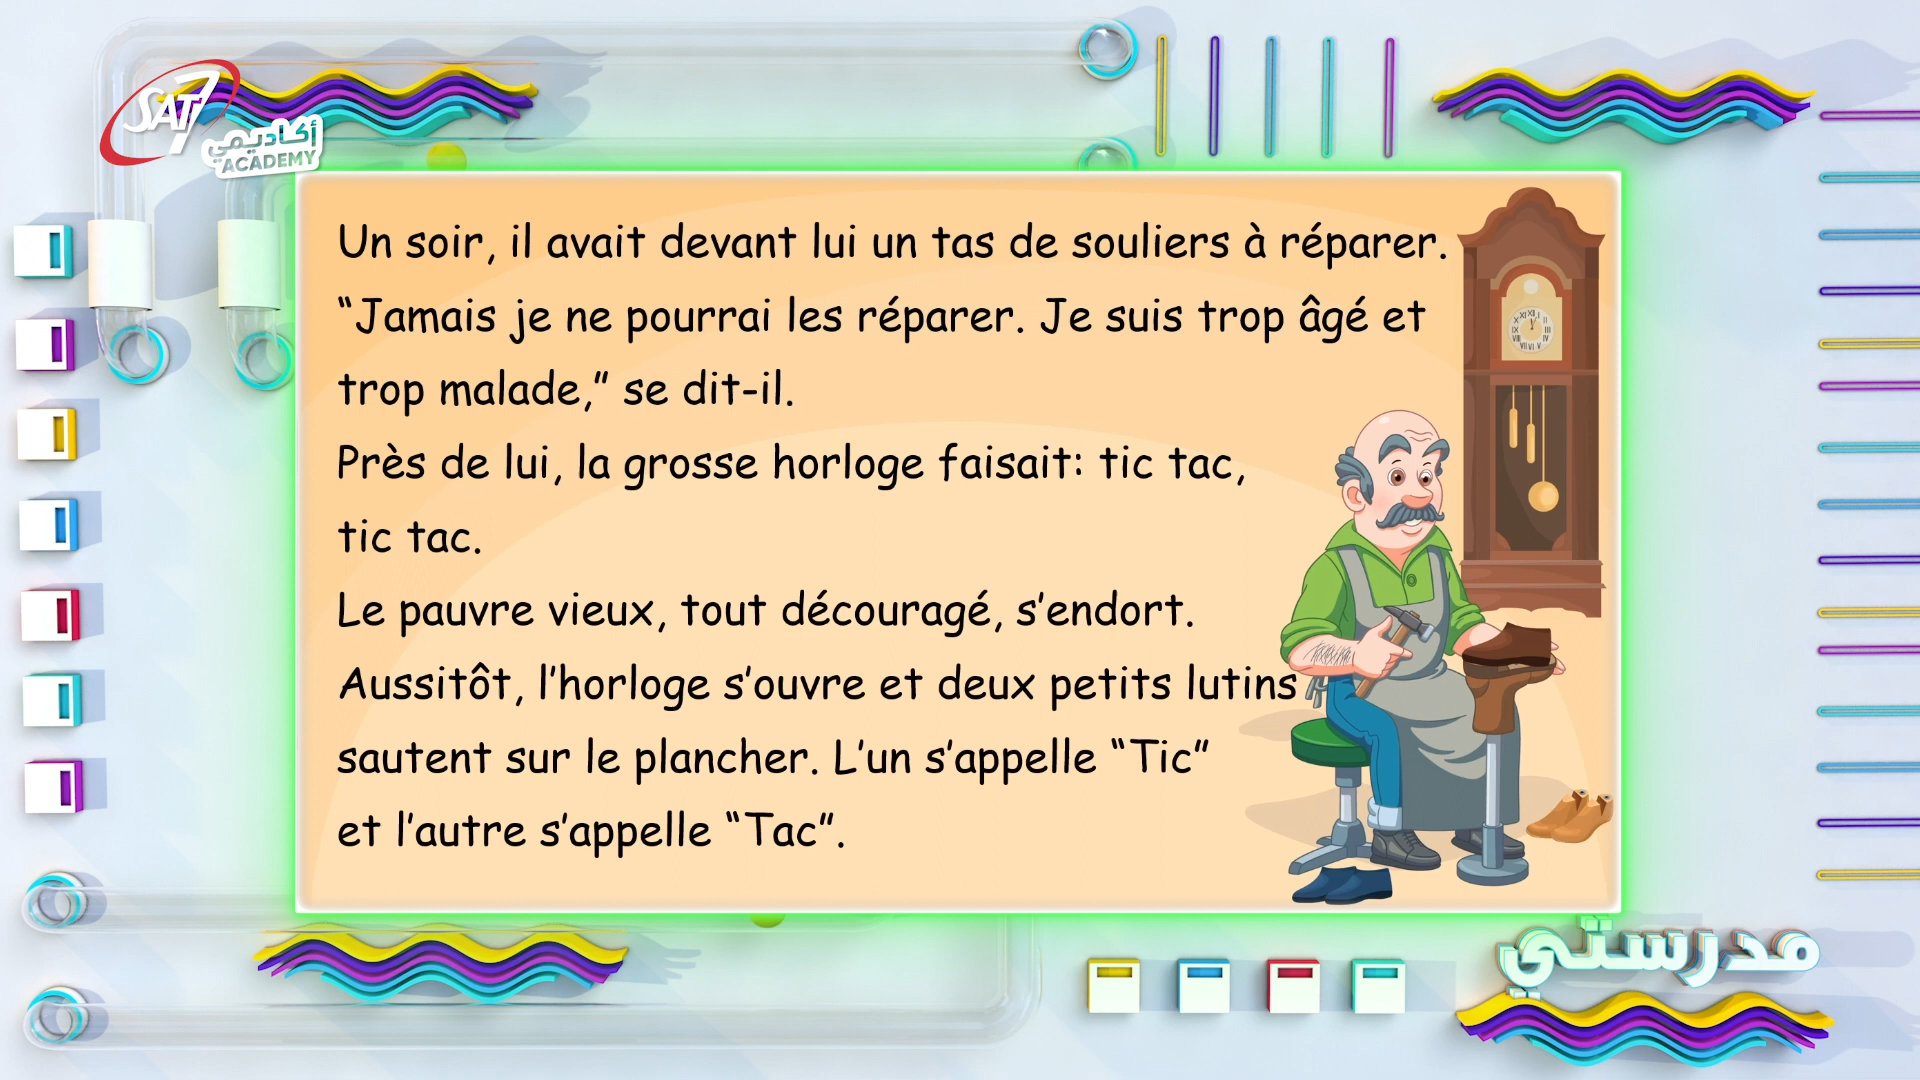 SAT7
أكاديمي
ACADEMY
Un soir, il avait devant lui un tas de souliers à réparer.
“Jamais je ne pourrai les réparer. Je suis trop âgé et
trop malade,” se dit-il.
Près de lui, la grosse horloge faisait: tic tac,
tic tac.
Le pauvre vieux, tout découragé, s’endort.
Aussitôt, l’horloge s’ouvre et deux petits lutins
sautent sur le plancher. L’un s’appelle “Tic”
et l’autre s’appelle “Tac”.
مدرستي